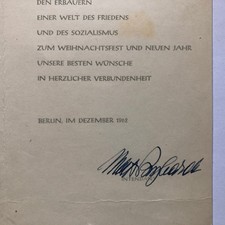 DEN ERBAUERN
EINER WELT DES FRIEDENS
UND DES SOZIALISMUS
ZUM WEIHNACHTSFEST UND NEUEN JAHR
UNSERE BESTEN WÜNSCHE
IN HERZLICHER VERBUNDENHEIT
BERLIN, IM DEZEMBER 1952